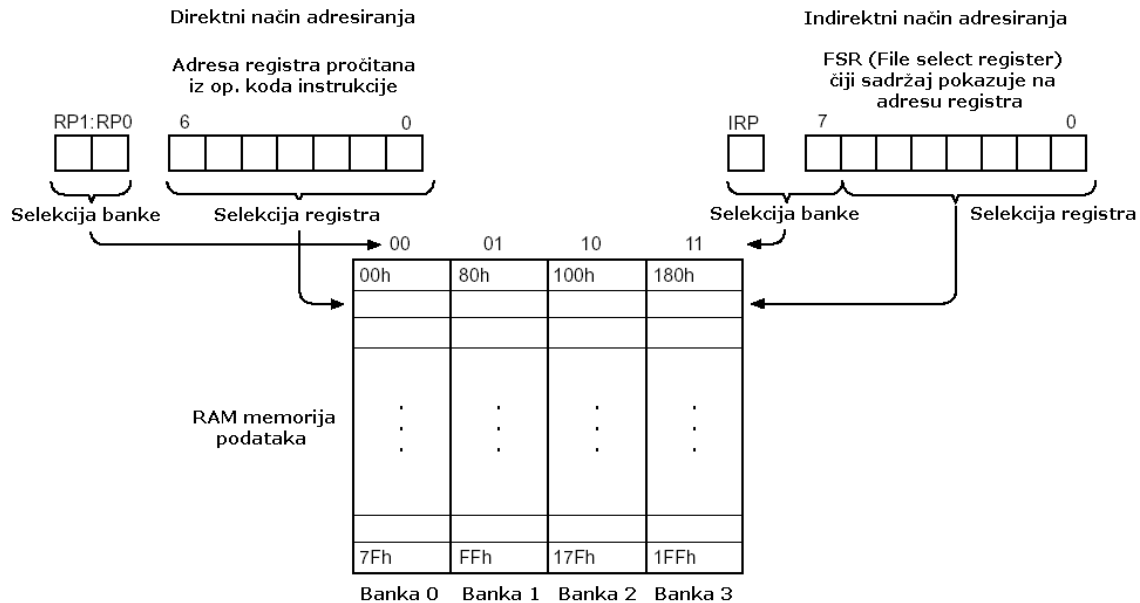 Direktni način adresiranja
Adresa registra pročitana
iz op. koda instrukcije
RP1:RP0 6 0
Selekcija banke Selekcija registra
Indirektni način adresiranja
FSR (File select register)
čiji sadržaj pokazuje na
adresu registra
IRP 7 0
Selekcija banke Selekcija registra
00 01 10 11
00h 80h 100h 180h
RAM memorija
podataka
7Fh FFh 17Fh 1FFh
Banka 0 Banka 1 Banka 2 Banka 3